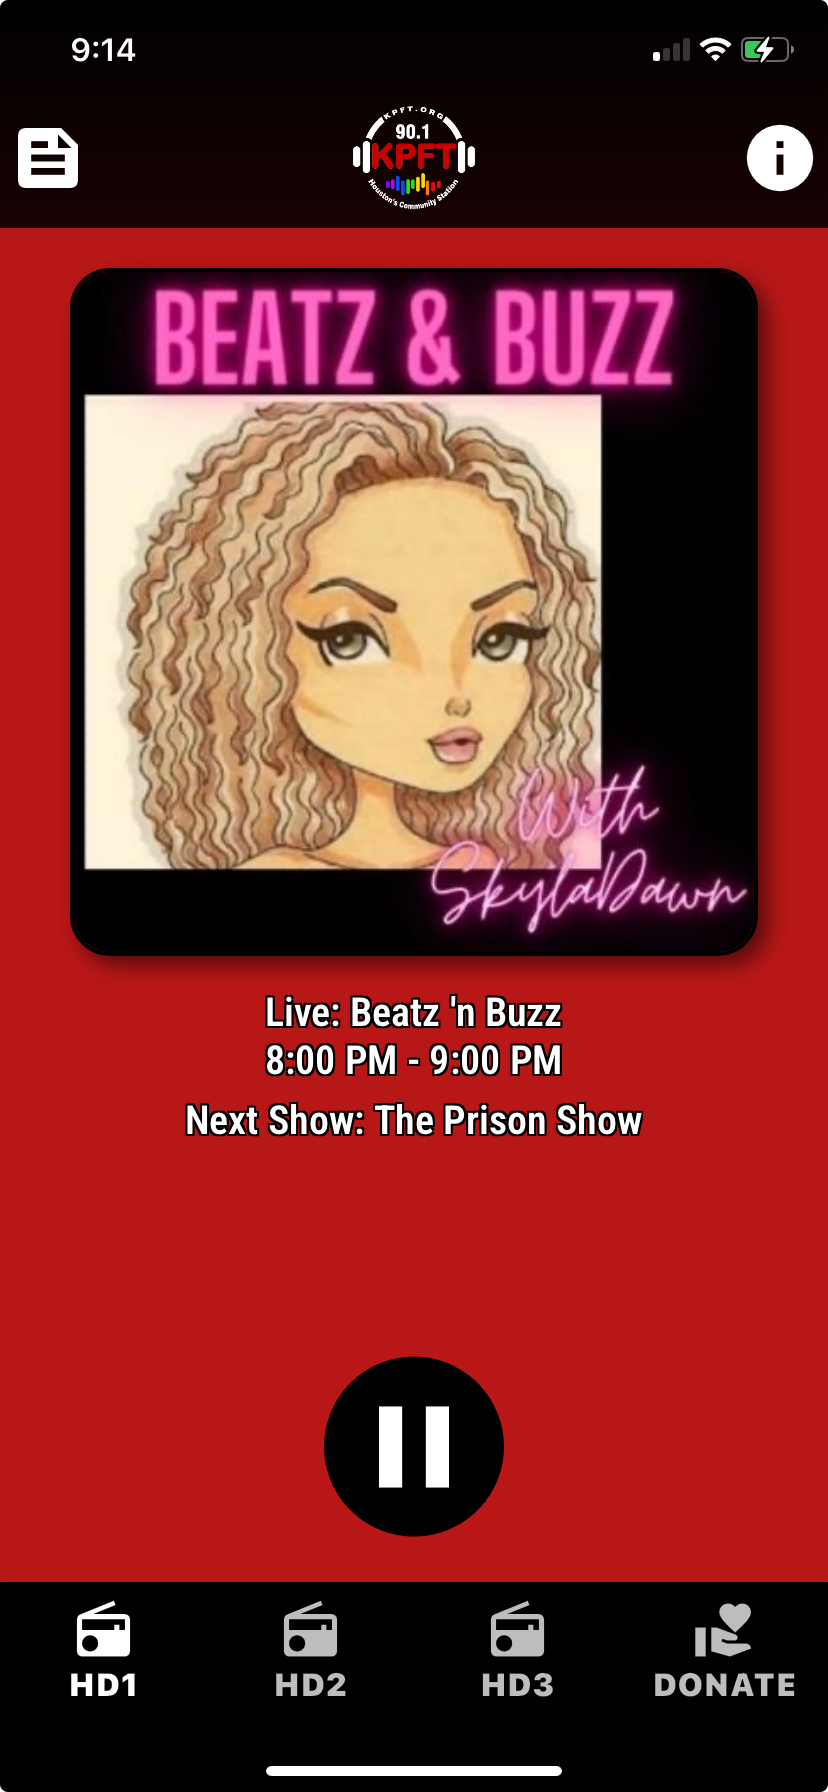 9:14
KPFT.ORG
90.1
KPFT
Houston's Community Station
BEATZ & BUZZ
With
SkylaDawn
Live: Beatz 'n Buzz
8:00 PM - 9:00 PM
Next Show: The Prison Show
HD1
HD2
HD3
DONATE